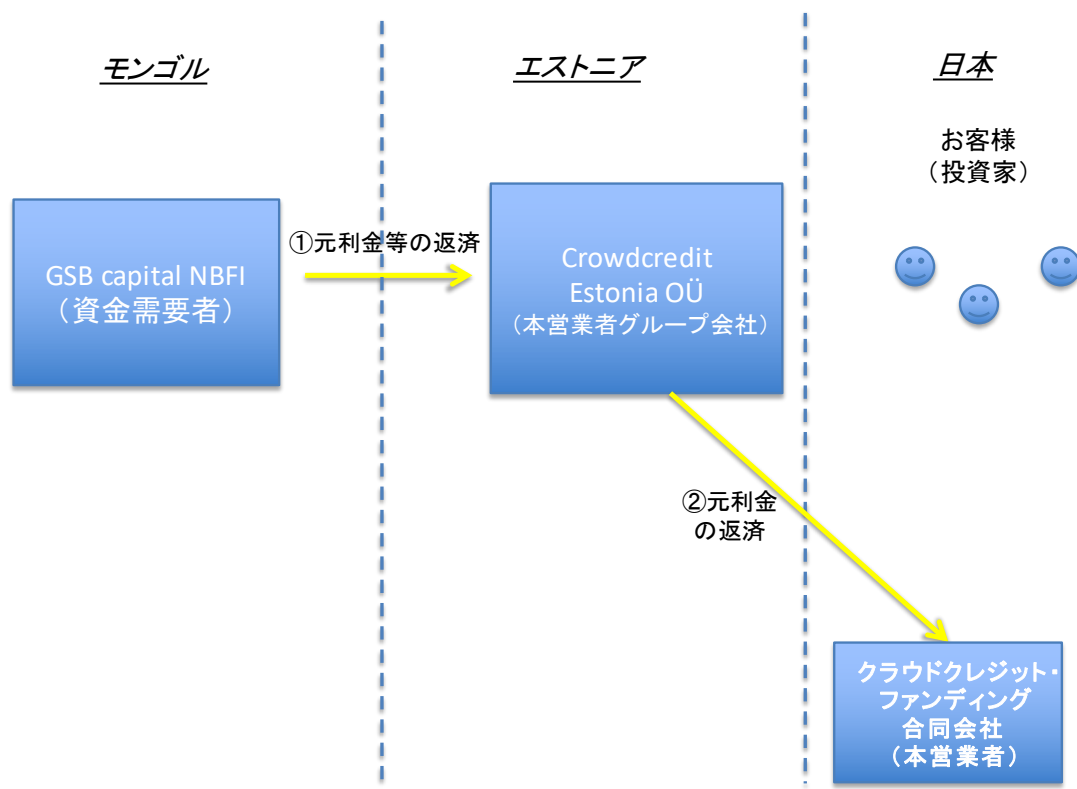 モンゴル
エストニア
日本
お客様
（投資家）
GSB capital NBFI
（資金需要者）
①元利金等の返済
Crowdcredit
Estonia OÜ
（本営業者グループ会社）
②元利金
の返済
クラウドクレジット・
ファンディング
合同会社
（本営業者）